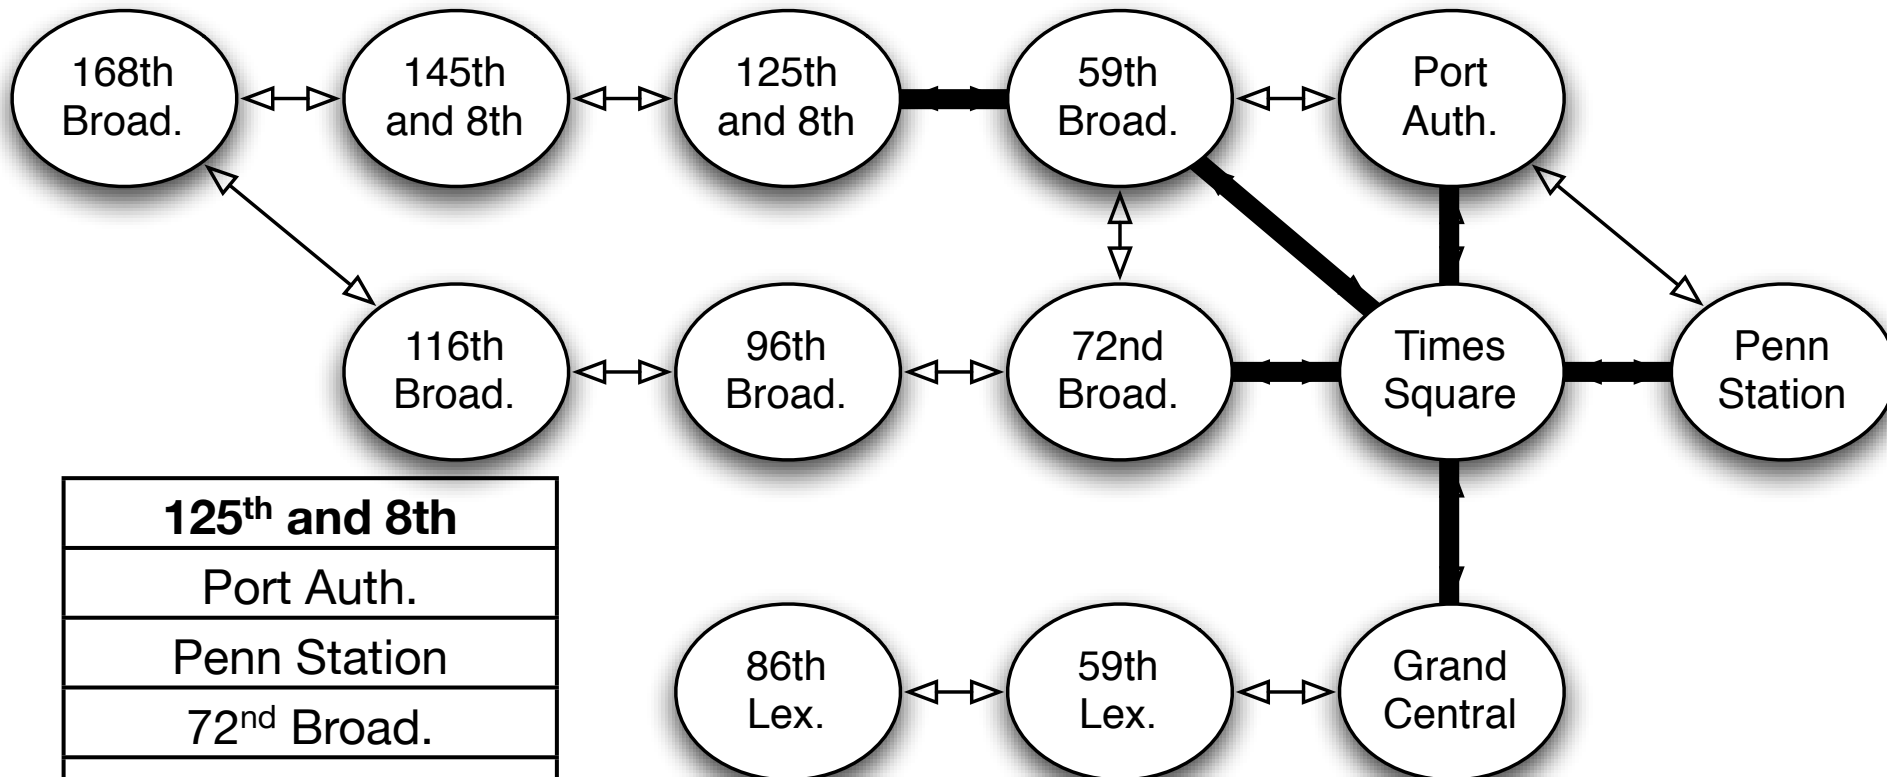 168th
Broad.
145th
and 8th
125th
and 8th
59th
Broad.
Port
Auth.
116th
Broad.
96th
Broad.
72nd
Broad.
Times
Square
Penn
Station
125th and 8th
Port Auth.
Penn Station
72nd Broad.
86th
Lex.
59th
Lex.
Grand
Central